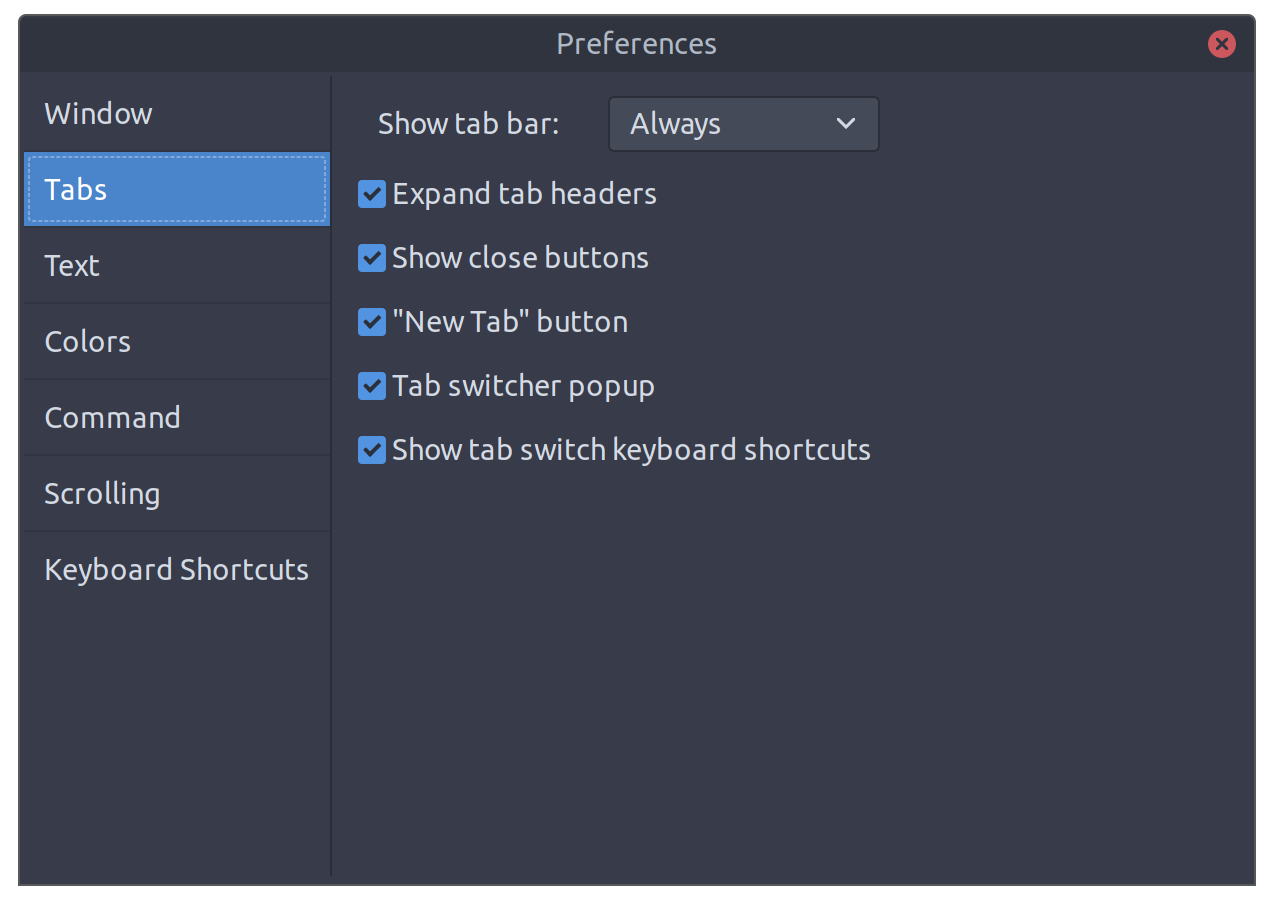 Preferences
Window
Tabs
Text
Colors
Command
Scrolling
Keyboard Shortcuts
Show tab bar: Always
Expand tab headers
Show close buttons
"New Tab" button
Tab switcher popup
Show tab switch keyboard shortcuts